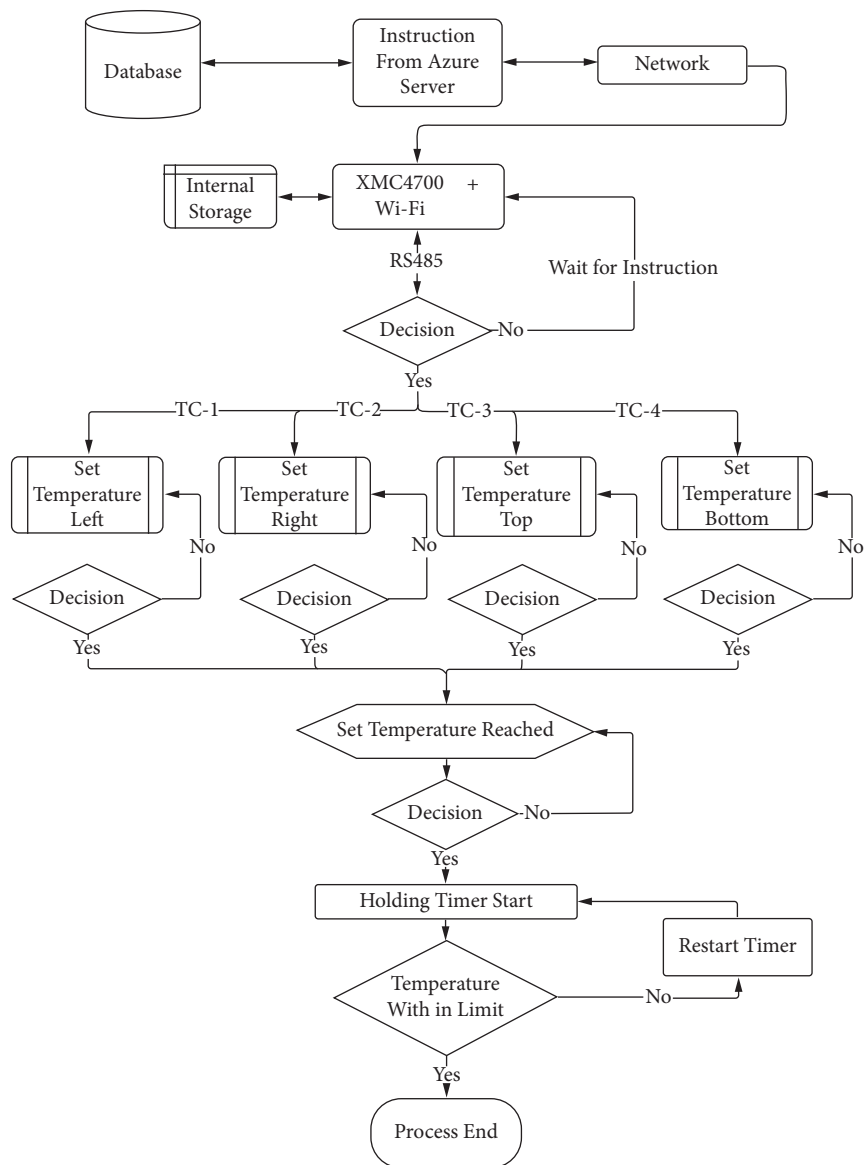 Database
Instruction
From Azure
Server
Network
Internal
Storage
XMC4700 +
Wi-Fi
RS485
Wait for Instruction
Decision
No
Yes
TC-1
TC-2
TC-3
TC-4
Set
Temperature
Left
Set
Temperature
Right
Set
Temperature
Top
Set
Temperature
Bottom
No
No
No
No
Decision
Decision
Decision
Decision
Yes
Yes
Yes
Yes
Set Temperature Reached
Decision
No
Yes
Holding Timer Start
Restart Timer
Temperature
With in Limit
No
Yes
Process End